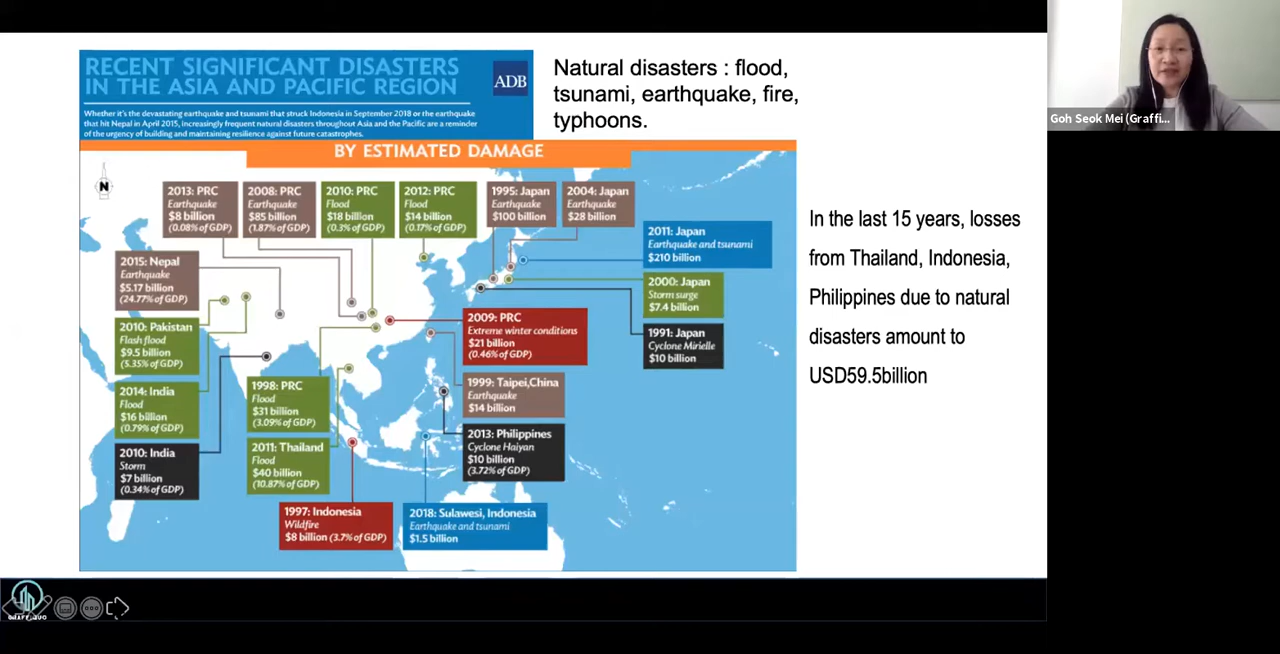 RECENT SIGNIFICANT DISASTERS
IN THE ASIA AND PACIFIC REGION
ADB
Whether it's the devastating earthquake and tsunami that struck Indonesia in September 2018 or the earthquake
that hit Nepal in April 2015, increasingly frequent natural disasters throughout Asia and the Pacific are a reminder
of the urgency of building and maintaining resilience against future catastrophes.
Natural disasters : flood,
tsunami, earthquake, fire,
typhoons.
Goh Seok Mei (Graffi...
BY ESTIMATED DAMAGE
N
2013: PRC
Earthquake
$8 billion
(0.08% of GDP)
2008: PRC
Earthquake
$85 billion
(1.87% of GDP)
2010: PRC
Flood
$18 billion
(0.3% of GDP)
2012: PRC
Flood
$14 billion
(0.17% of GDP)
1995: Japan
Earthquake
$100 billion
2004: Japan
Earthquake
$28 billion
2011: Japan
Earthquake and tsunami
$210 billion
2015: Nepal
Earthquake
$5.17 billion
(24.77% of GDP)
2000: Japan
Storm surge
$7.4 billion
2010: Pakistan
Flash flood
$9.5 billion
(5.35% of GDP)
2009: PRC
Extreme winter conditions
$21 billion
(0.46% of GDP)
1991: Japan
Cyclone Mirielle
$10 billion
2014: India
Flood
$16 billion
(0.79% of GDP)
1998: PRC
Flood
$31 billion
(3.09% of GDP)
1999: Taipei,China
Earthquake
$14 billion
2010: India
Storm
$7 billion
(0.34% of GDP)
2011: Thailand
Flood
$40 billion
(10.87% of GDP)
2013: Philippines
Cyclone Haiyan
$10 billion
(3.72% of GDP)
1997: Indonesia
Wildfire
$8 billion (3.7% of GDP)
2018: Sulawesi, Indonesia
Earthquake and tsunami
$1.5 billion
In the last 15 years, losses
from Thailand, Indonesia,
Philippines due to natural
disasters amount to
USD59.5billion